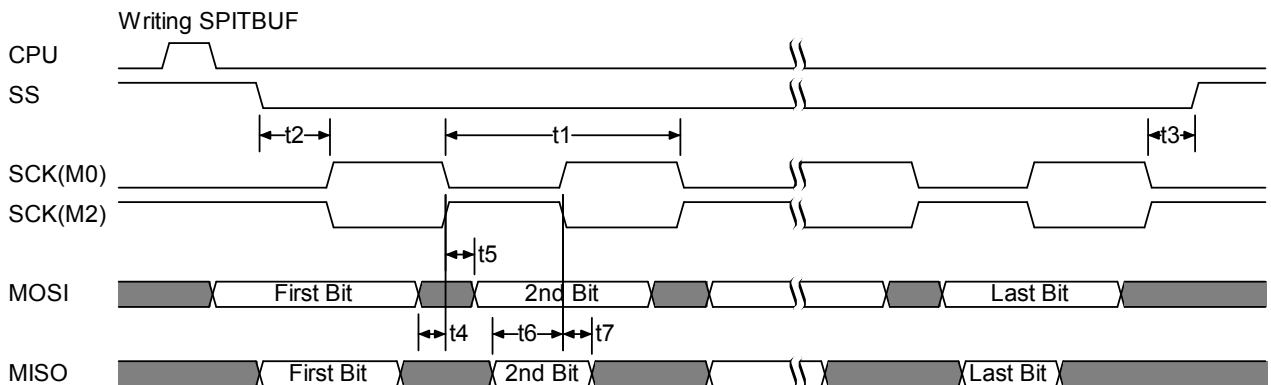 Writing SPITBUF
CPU
SS
t2
t1
t3
SCK(M0)
SCK(M2)
t5
MOSI
First Bit
2nd Bit
Last Bit
t4
t6
t7
MISO
First Bit
2nd Bit
Last Bit